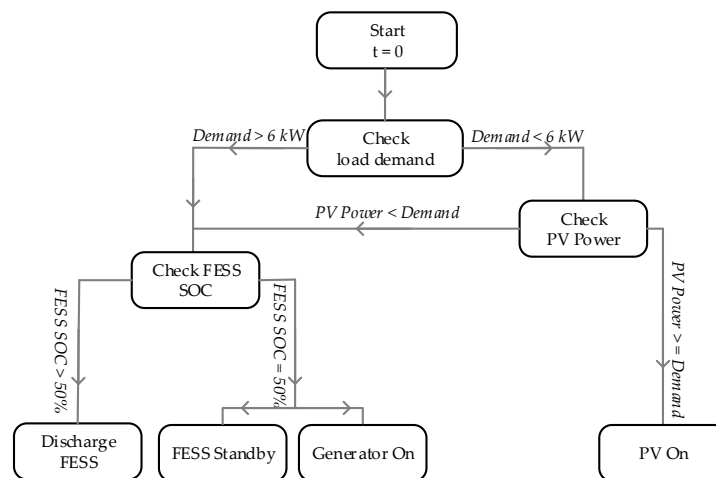 Start
t = 0
Demand > 6 kW
Check
load demand
Demand < 6 kW
PV Power < Demand
Check
PV Power
Check FESS
SOC
FESS SOC > 50%
FESS SOC = 50%
PV Power > = Demand
Discharge
FESS
FESS Standby
Generator On
PV On